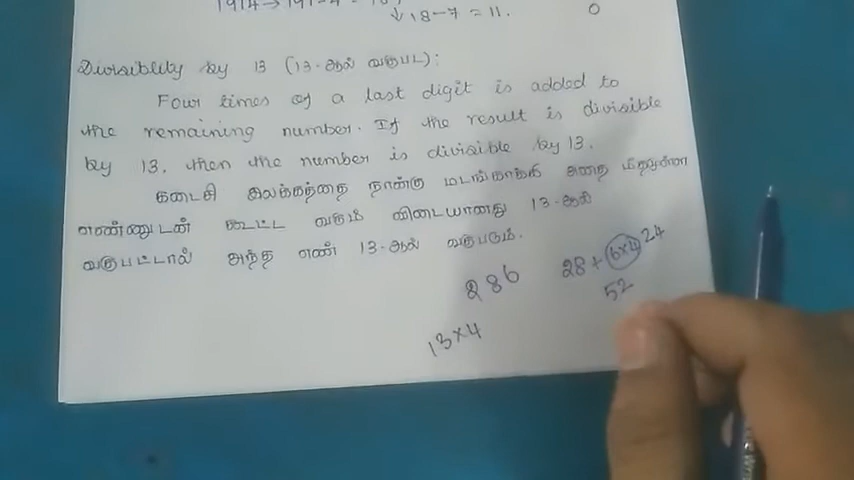 ↓ 18-7 = 11.
0
Divisiblity by 13 (13-ஆல் வகுபட):
Four times of a last digit is added to
the remaining number. If the result is divisible
by 13, then the number is divisible by 13.
கடைசி இலக்கத்தை நான்கு மடங்காக்கி அதை மீதமுள்ள
எண்ணுடன் கூட்ட வரும் விடையானது 13-ஆல்
வகுபட்டால் அந்த எண் 13-ஆல் வகுபடும்.
286
28+(6×4) 24
52
13×4